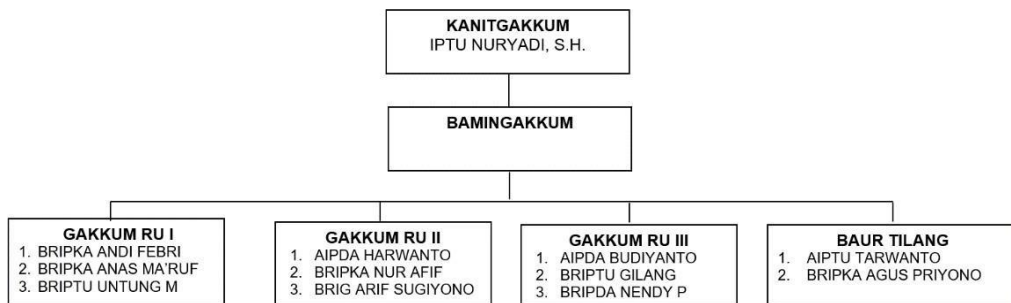 KANITGAKKUM
IPTU NURYADI, S.H.
BAMINGAKKUM
GAKKUM RU I
1. BRIPKA ANDI FEBRI
2. BRIPKA ANAS MA'RUF
3. BRIPTU UNTUNG M
GAKKUM RU II
1. AIPDA HARWANTO
2. BRIPKA NUR AFIF
3. BRIG ARIF SUGIYONO
GAKKUM RU III
1. AIPDA BUDIYANTO
2. BRIPTU GILANG
3. BRIPDA NENDY P
BAUR TILANG
1. AIPTU TARWANTO
2. BRIPKA AGUS PRIYONO